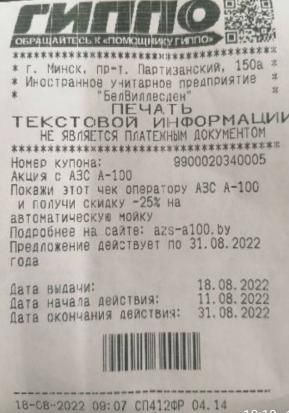 ГИППО
ОБРАЩАЙТЕСЬ К «ПОМОЩНИКУ ГИППО»
********************************
* г. Минск, пр-т. Партизанский, 150а *
* Иностранное унитарное предприятие *
* "БелВиллесден" *
ПЕЧАТЬ
ТЕКСТОВОЙ ИНФОРМАЦИИ
НЕ ЯВЛЯЕТСЯ ПЛАТЕЖНЫМ ДОКУМЕНТОМ
********************************
Номер купона: 9900020340005
Акция с АЗС А-100
Покажи этот чек оператору АЗС А-100
и получи скидку -25% на
автоматическую мойку
Подробнее на сайте: azs-a100.by
Предложение действует по 31.08.2022
года
Дата выдачи: 18.08.2022
Дата начала действия: 11.08.2022
Дата окончания действия: 31.08.2022
18-08-2022 09:07 СП412ФР 04.14